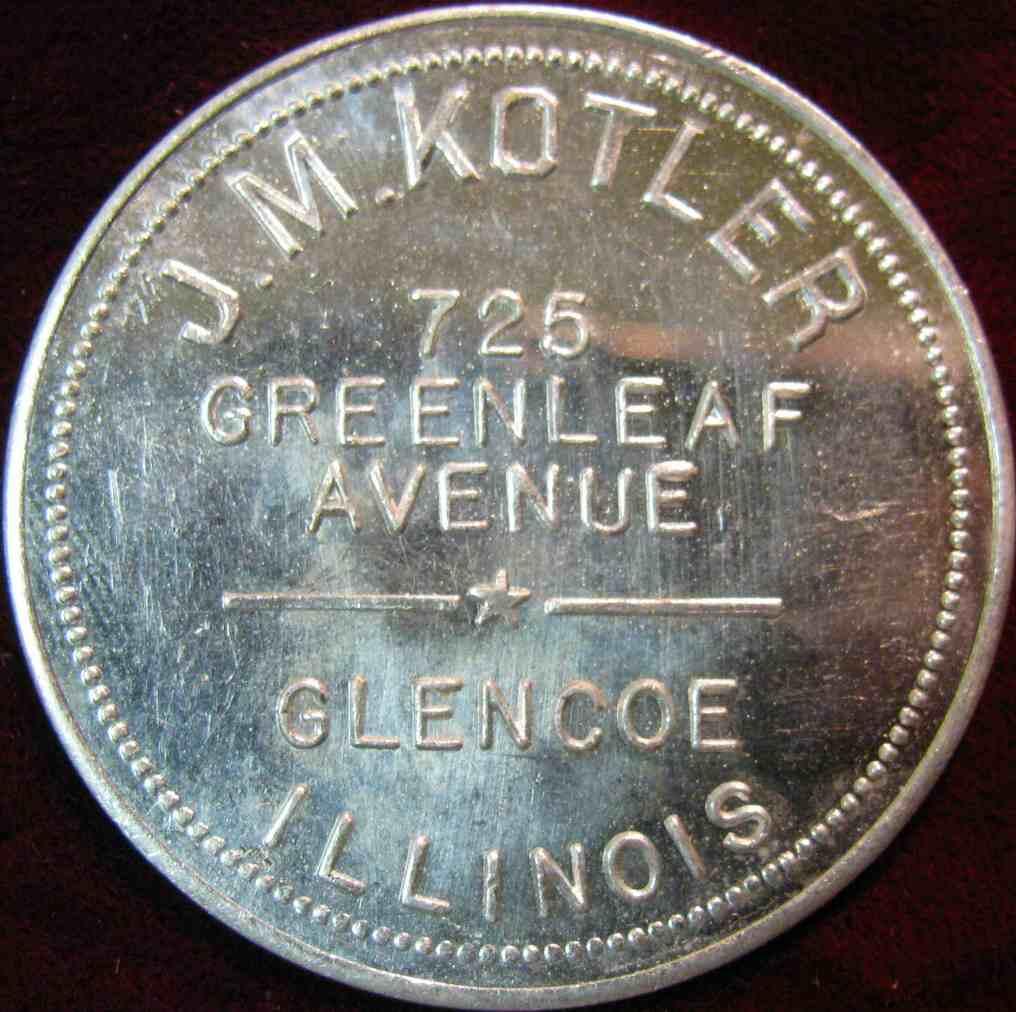 J.M.KOTLER
725
GREENLEAF
AVENUE
GLENCOE
ILLINOIS